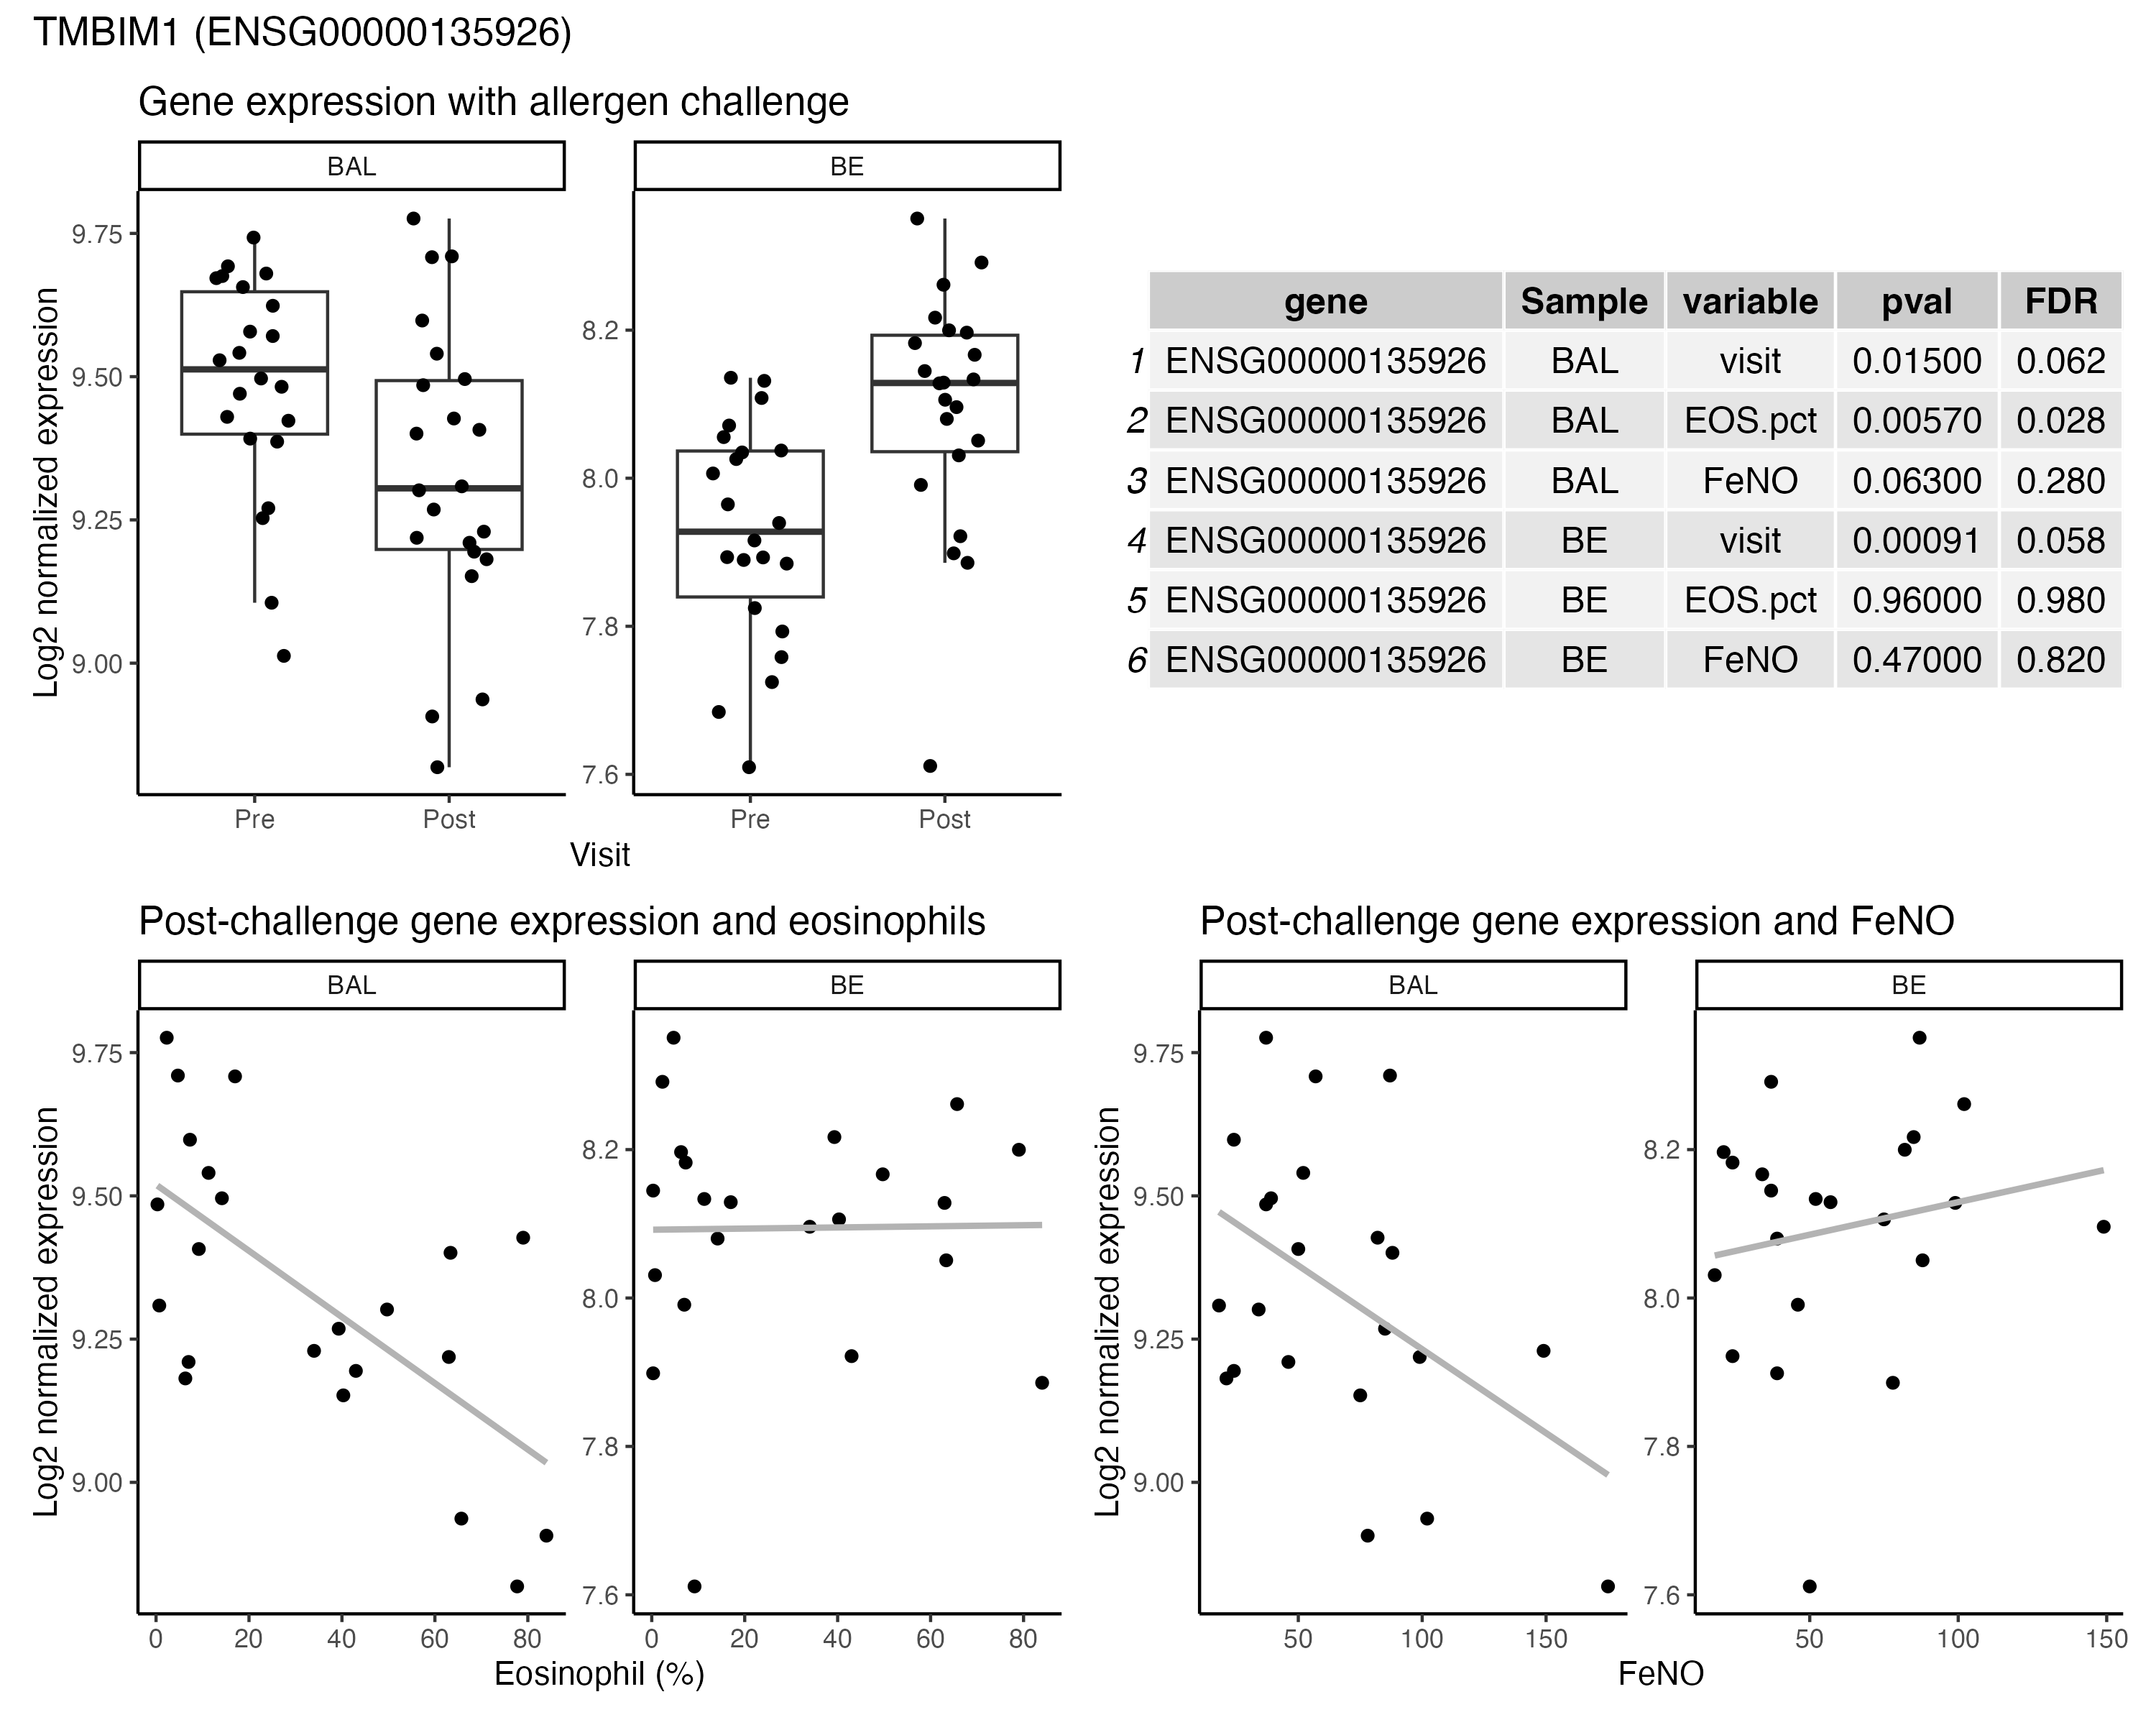 TMBIM1 (ENSG00000135926)
Gene expression with allergen challenge
BAL BE
Log2 normalized expression
9.75
9.50
9.25
9.00
8.2
8.0
7.8
7.6
Pre Post Pre Post
Visit
gene Sample variable pval FDR
1 ENSG00000135926 BAL visit 0.01500 0.062
2 ENSG00000135926 BAL EOS.pct 0.00570 0.028
3 ENSG00000135926 BAL FeNO 0.06300 0.280
4 ENSG00000135926 BE visit 0.00091 0.058
5 ENSG00000135926 BE EOS.pct 0.96000 0.980
6 ENSG00000135926 BE FeNO 0.47000 0.820
Post-challenge gene expression and eosinophils
BAL BE
Log2 normalized expression
9.75
9.50
9.25
9.00
8.2
8.0
7.8
7.6
0 20 40 60 80 0 20 40 60 80
Eosinophil (%)
Post-challenge gene expression and FeNO
BAL BE
Log2 normalized expression
9.75
9.50
9.25
9.00
8.2
8.0
7.8
7.6
50 100 150 50 100 150
FeNO